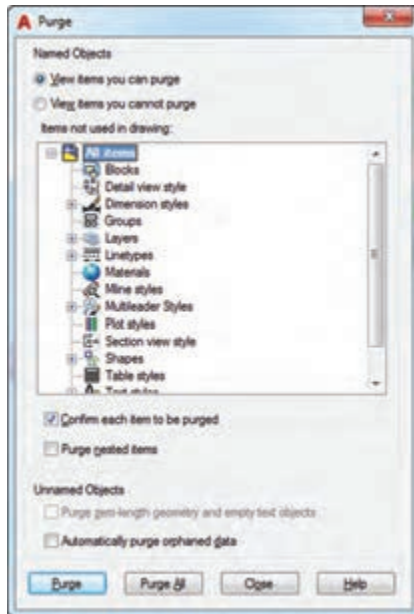 Purge
Named Objects
View items you can purge
View items you cannot purge
Items not used in drawing:
All items
Blocks
Detail view style
Dimension styles
Groups
Layers
Linetypes
Materials
Mline styles
Multileader Styles
Plot styles
Section view style
Shapes
Table styles
Text styles
Confirm each item to be purged
Purge nested items
Unnamed Objects
Purge zero-length geometry and empty text objects
Automatically purge orphaned data
Purge Purge All Close Help